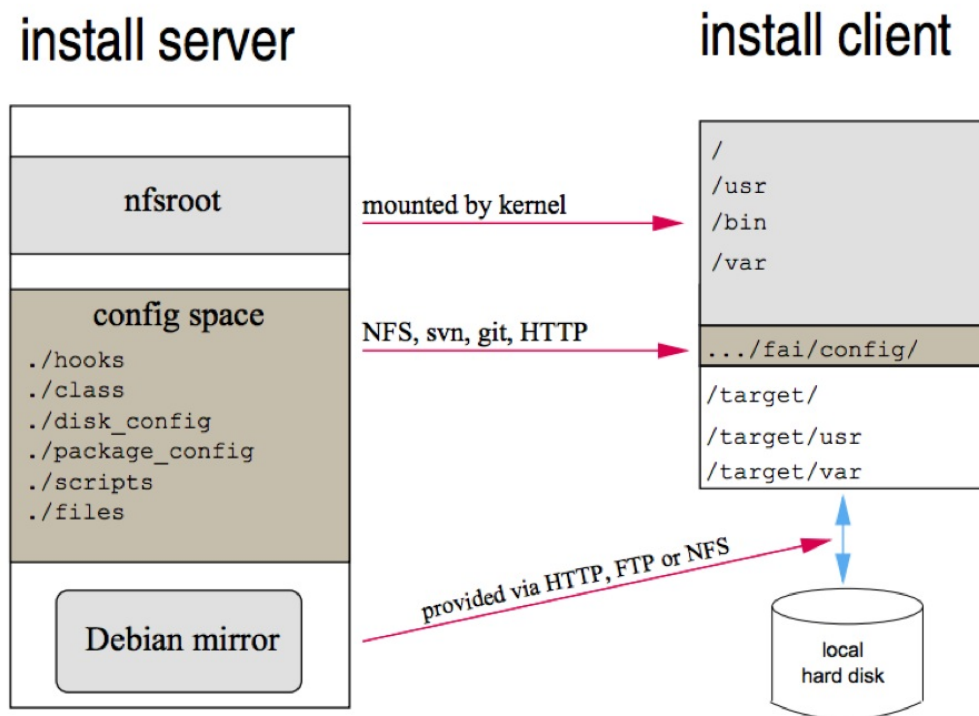 install server
install client
nfsroot
mounted by kernel
/
/usr
/bin
/var
config space
./hooks
./class
./disk_config
./package_config
./scripts
./files
NFS, svn, git, HTTP
.../fai/config/
/target/
/target/usr
/target/var
provided via HTTP, FTP or NFS
Debian mirror
local
hard disk